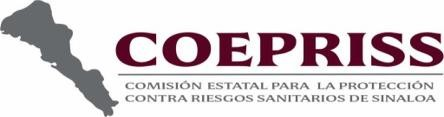 COEPRISS
COMISIÓN ESTATAL PARA LA PROTECCIÓN
CONTRA RIESGOS SANITARIOS DE SINALOA